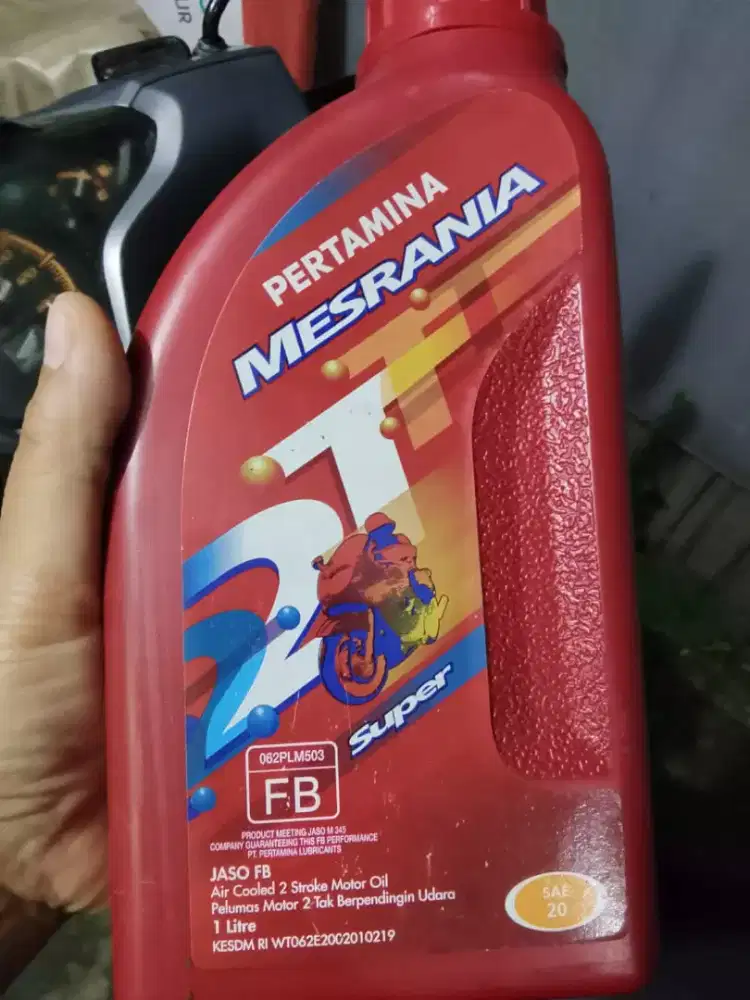 UR
PERTAMINA
MESRANIA
2T
Super
062PLM503
FB
PRODUCT MEETING JASO M 345
COMPANY GUARANTEEING THIS FB PERFORMANCE
PT. PERTAMINA LUBRICANTS
JASO FB
Air Cooled 2 Stroke Motor Oil
Pelumas Motor 2 Tak Berpendingin Udara
1 Litre
KESDM RI WT062E2002010219
SAE
20